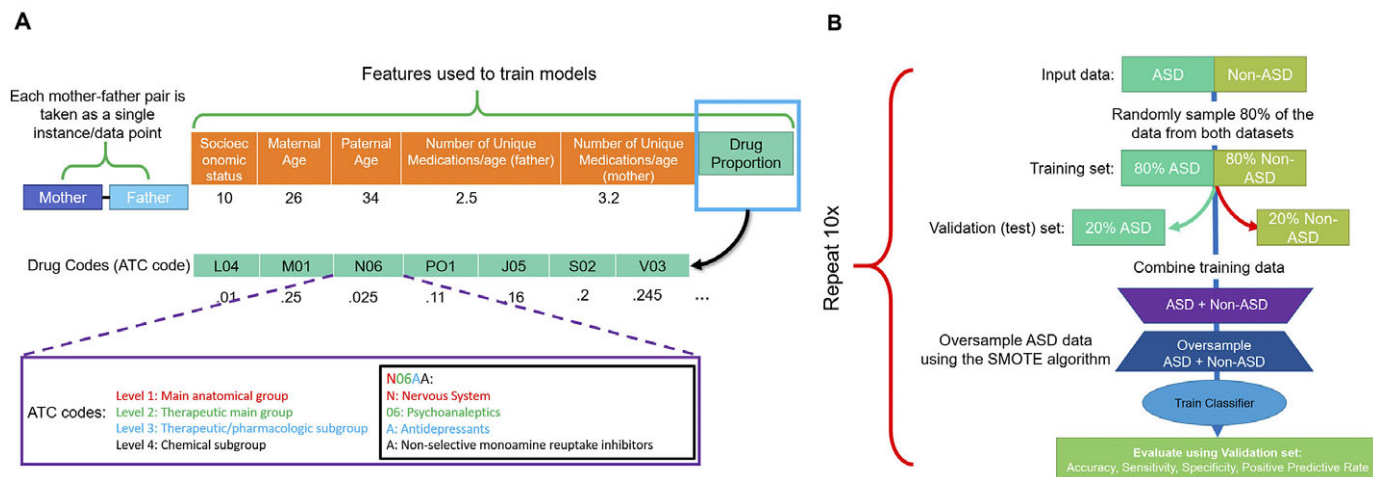 A
Features used to train models
Each mother-father pair is
taken as a single
instance/data point
Socioec
onomic
status
Maternal
Age
Paternal
Age
Number of Unique
Medications/age (father)
Number of Unique
Medications/age
(mother)
Drug
Proportion
Mother
Father
10
26
34
2.5
3.2
Drug Codes (ATC code)
L04
M01
N06
PO1
J05
S02
V03
.01
.25
.025
.11
.16
.2
.245
...
ATC codes:
Level 1: Main anatomical group
Level 2: Therapeutic main group
Level 3: Therapeutic/pharmacologic subgroup
Level 4: Chemical subgroup
N06AA:
N: Nervous System
06: Psychoanaleptics
A: Antidepressants
A: Non-selective monoamine reuptake inhibitors
B
Repeat 10x
Input data:
ASD
Non-ASD
Randomly sample 80% of the
data from both datasets
Training set:
80% ASD
80% Non-
ASD
Validation (test) set:
20% ASD
20% Non-
ASD
Combine training data
ASD + Non-ASD
Oversample ASD data
using the SMOTE algorithm
Oversample
ASD + Non-ASD
Train Classifier
Evaluate using Validation set:
Accuracy, Sensitivity, Specificity, Positive Predictive Rate